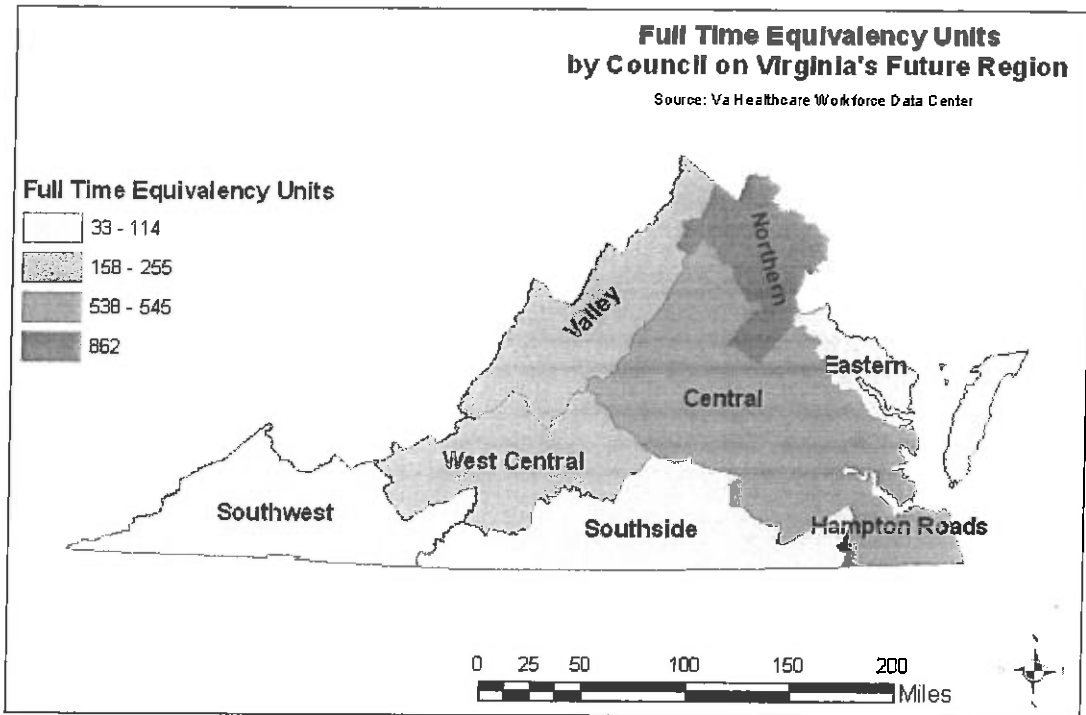 Full Time Equivalency Units
by Council on Virginia's Future Region
Source: Va Healthcare Workforce Data Center
Full Time Equivalency Units
33 - 114
158 - 255
538 - 545
862
Northern
Valley
Eastern
Central
West Central
Southwest
Southside
Hampton Roads
0 25 50 100 150 200
Miles